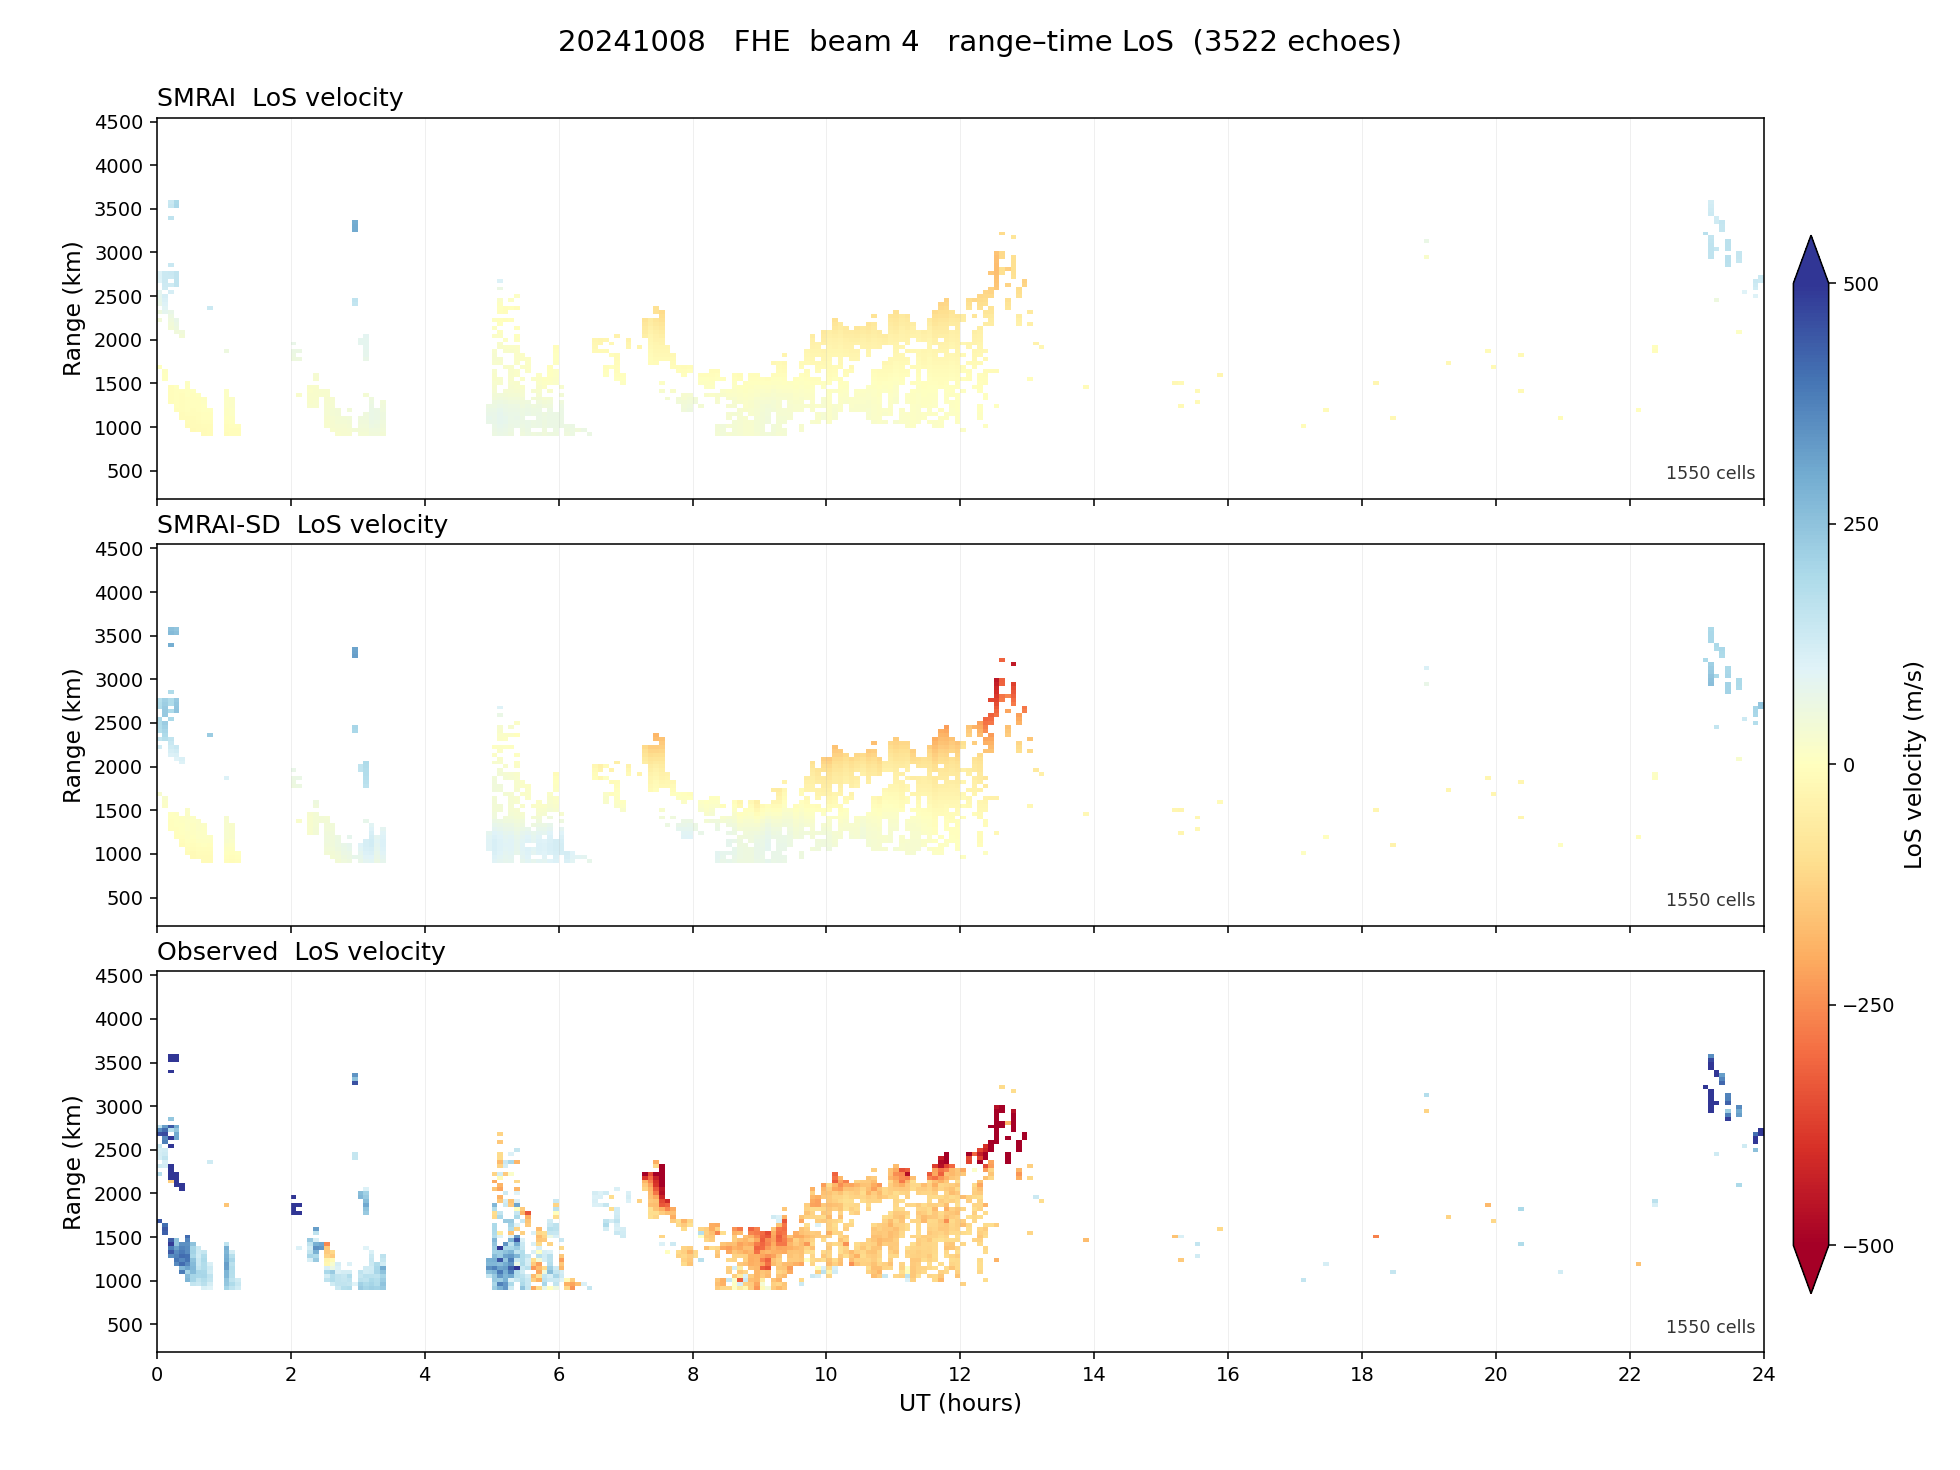 20241008   FHE  beam 4   range–time LoS  (3522 echoes)
SMRAI  LoS velocity
4500
4000
3500
3000
2500
2000
1500
1000
500
Range (km)
1550 cells
SMRAI-SD  LoS velocity
4500
4000
3500
3000
2500
2000
1500
1000
500
Range (km)
1550 cells
Observed  LoS velocity
4500
4000
3500
3000
2500
2000
1500
1000
500
Range (km)
1550 cells
0 2 4 6 8 10 12 14 16 18 20 22 24
UT (hours)
500
250
0
−250
−500
LoS velocity (m/s)